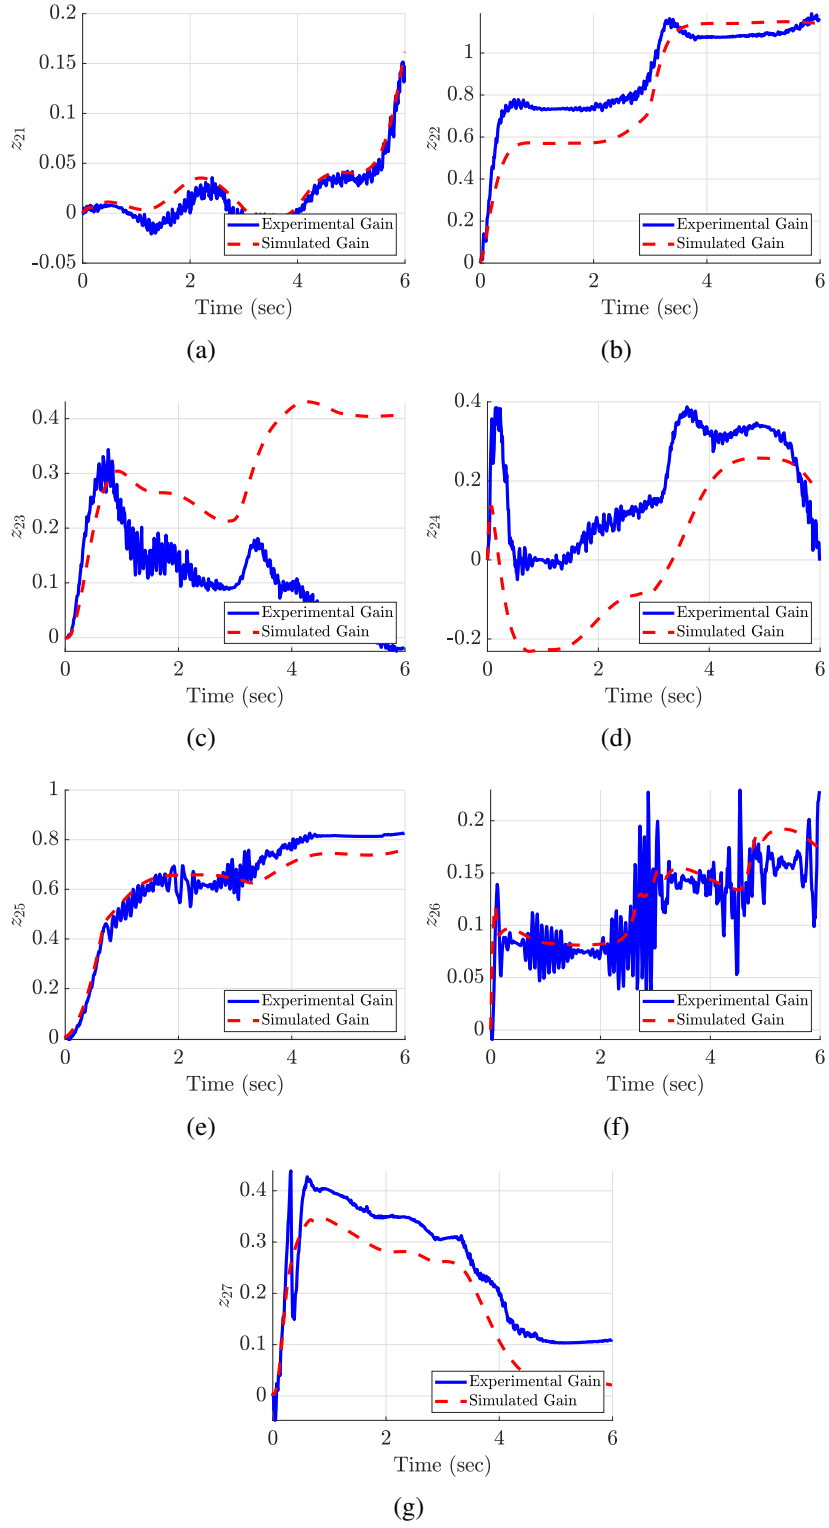 0.2
0.15
0.1
0.05
0
-0.05
z21
0 2 4 6
Time (sec)
Experimental Gain
Simulated Gain
(a)
1
0.8
0.6
0.4
0.2
0
z22
0 2 4 6
Time (sec)
Experimental Gain
Simulated Gain
(b)
0.4
0.3
0.2
0.1
0
z23
0 2 4 6
Time (sec)
Experimental Gain
Simulated Gain
(c)
0.4
0.2
0
-0.2
z24
0 2 4 6
Time (sec)
Experimental Gain
Simulated Gain
(d)
1
0.8
0.6
0.4
0.2
0
z25
0 2 4 6
Time (sec)
Experimental Gain
Simulated Gain
(e)
0.2
0.15
0.1
0.05
0
z26
0 2 4 6
Time (sec)
Experimental Gain
Simulated Gain
(f)
0.4
0.3
0.2
0.1
0
z27
0 2 4 6
Time (sec)
Experimental Gain
Simulated Gain
(g)